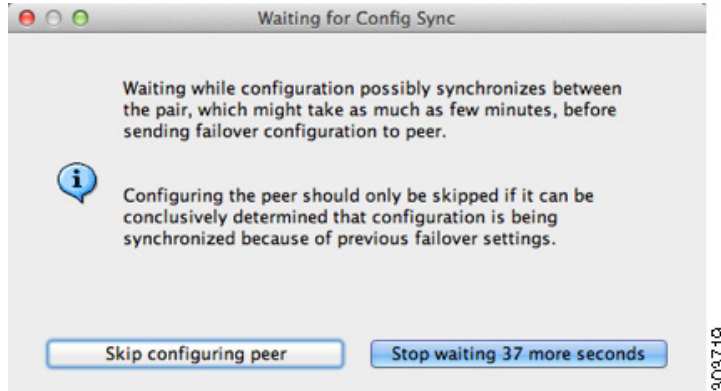 Waiting for Config Sync
Waiting while configuration possibly synchronizes between
the pair, which might take as much as few minutes, before
sending failover configuration to peer.
Configuring the peer should only be skipped if it can be
conclusively determined that configuration is being
synchronized because of previous failover settings.
Skip configuring peer
Stop waiting 37 more seconds